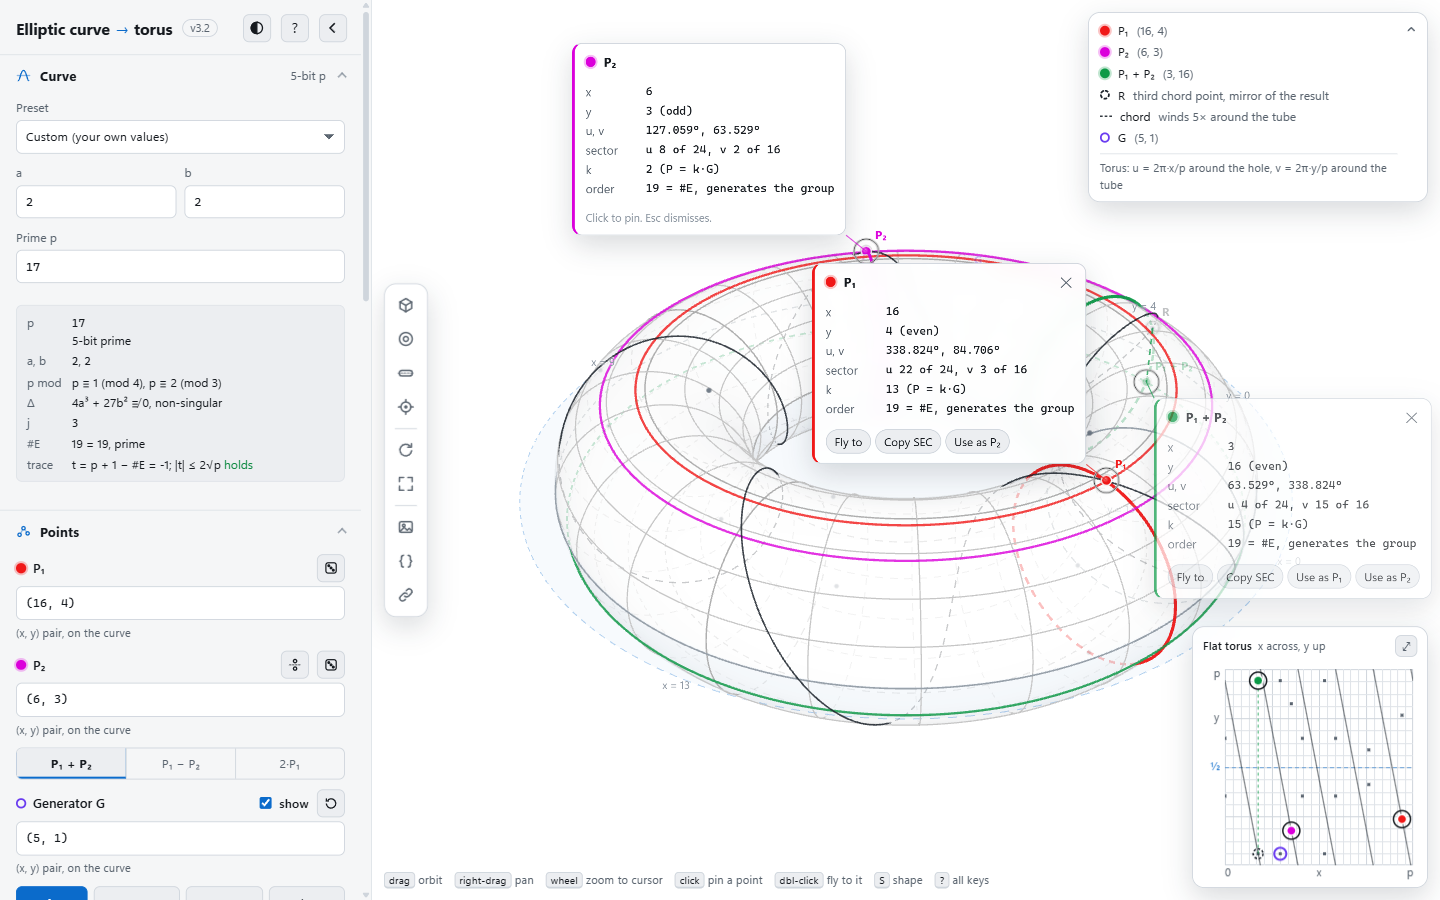 Elliptic curve → torus v3.2 ?
Curve 5-bit p
Preset
Custom (your own values)
a b
2 2
Prime p
17
p 17
5-bit prime
a, b 2, 2
p mod p ≡ 1 (mod 4), p ≡ 2 (mod 3)
Δ 4a³ + 27b² ≢ 0, non-singular
j 3
#E 19 = 19, prime
trace t = p + 1 − #E = -1; |t| ≤ 2√p holds
Points
P₁
(16, 4)
(x, y) pair, on the curve
P₂
(6, 3)
(x, y) pair, on the curve
P₁ + P₂ P₁ − P₂ 2·P₁
Generator G show
(5, 1)
(x, y) pair, on the curve
P₂
x 6
y 3 (odd)
u, v 127.059°, 63.529°
sector u 8 of 24, v 2 of 16
k 2 (P = k·G)
order 19 = #E, generates the group
Click to pin. Esc dismisses.
P₂
P₁
x 16
y 4 (even)
u, v 338.824°, 84.706°
sector u 22 of 24, v 3 of 16
k 13 (P = k·G)
order 19 = #E, generates the group
Fly to Copy SEC Use as P₂
P₁
y = 4
R
y = 0
x = 13
P₁ + P₂
x 3
y 16 (even)
u, v 63.529°, 338.824°
sector u 4 of 24, v 15 of 16
k 15 (P = k·G)
order 19 = #E, generates the group
Fly to Copy SEC Use as P₁ Use as P₂
P₁ (16, 4)
P₂ (6, 3)
P₁ + P₂ (3, 16)
R third chord point, mirror of the result
chord winds 5× around the tube
G (5, 1)
Torus: u = 2π·x/p around the hole, v = 2π·y/p around the
tube
Flat torus x across, y up
p
y
½
0 x p
drag orbit right-drag pan wheel zoom to cursor click pin a point dbl-click fly to it S shape ? all keys